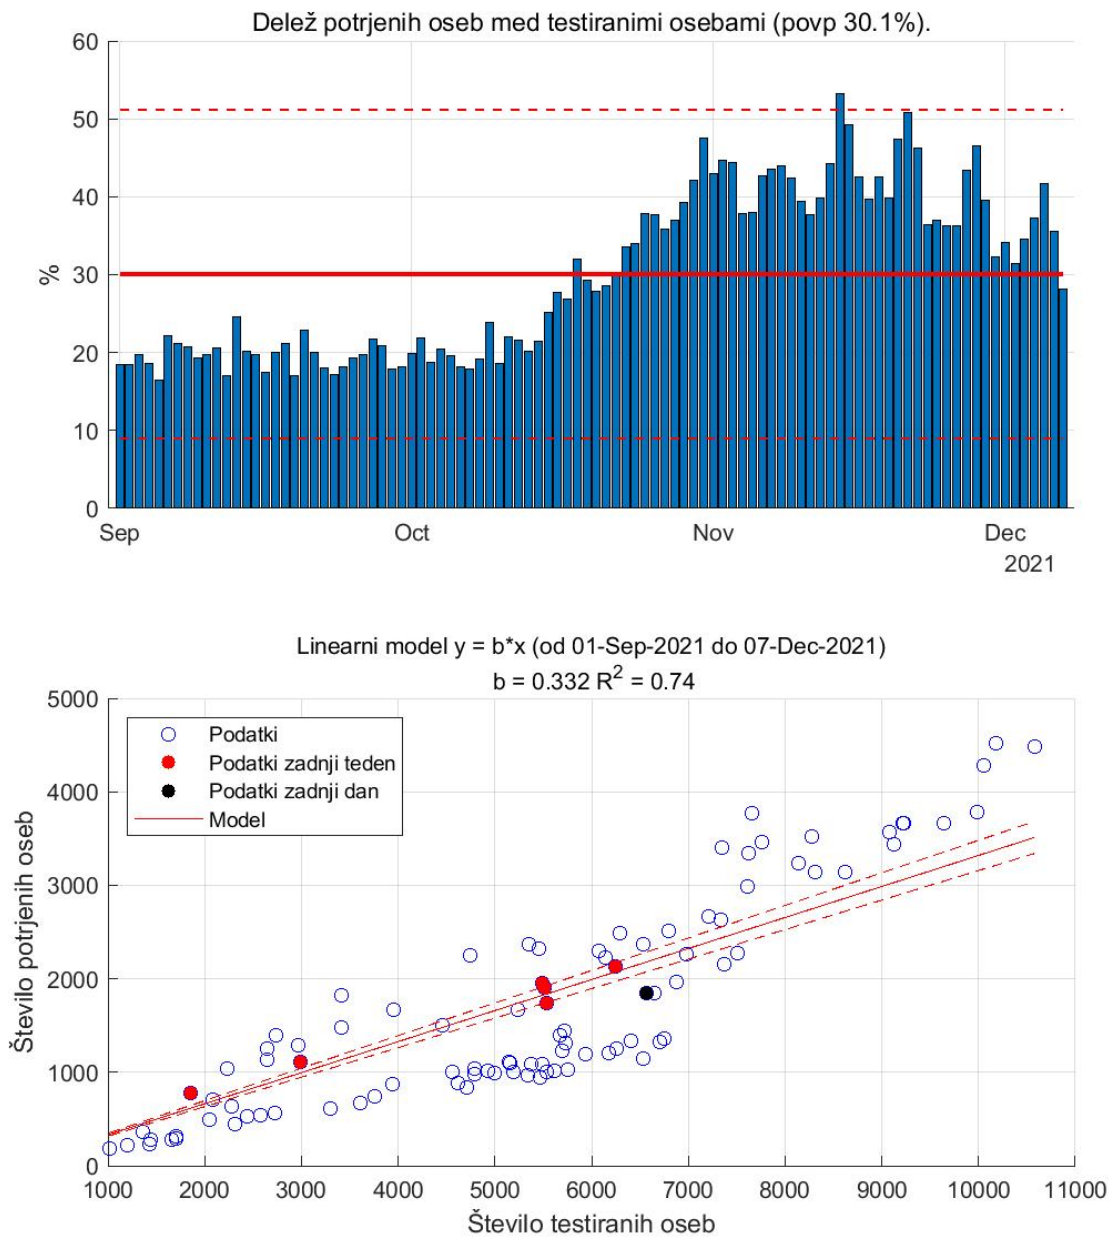 Delež potrjenih oseb med testiranimi osebami (povp 30.1%).
60
50
40
30
20
10
0
%
Sep Oct Nov Dec
2021
Linearni model y = b*x (od 01-Sep-2021 do 07-Dec-2021)
b = 0.332 R² = 0.74
5000
4000
3000
2000
1000
0
Število potrjenih oseb
Podatki
Podatki zadnji teden
Podatki zadnji dan
Model
1000 2000 3000 4000 5000 6000 7000 8000 9000 10000 11000
Število testiranih oseb